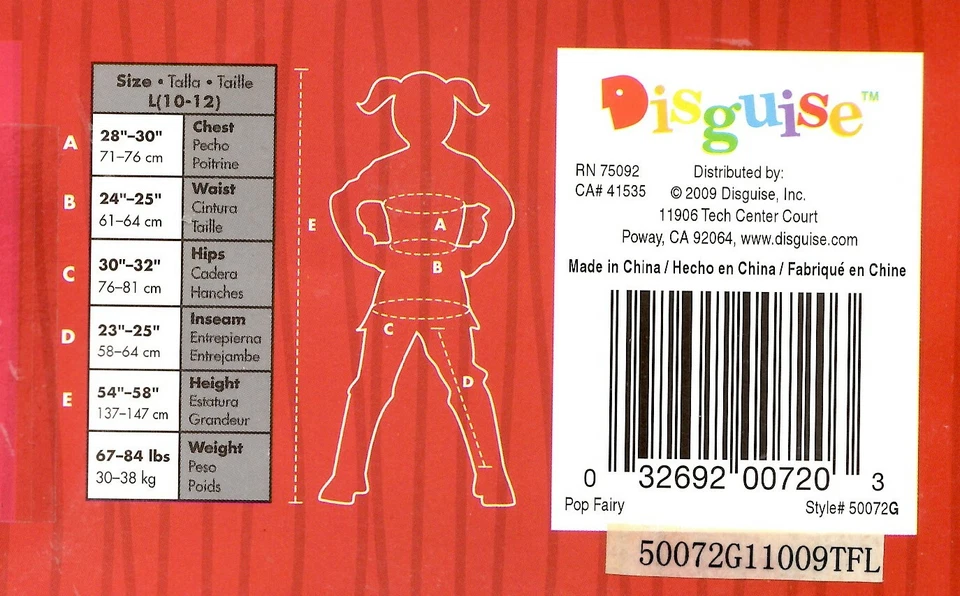 Size • Talla • Taille
L(10-12)
A
28"–30"
71–76 cm
Chest
Pecho
Poitrine
B
24"–25"
61–64 cm
Waist
Cintura
Taille
C
30"–32"
76–81 cm
Hips
Cadera
Hanches
D
23"–25"
58–64 cm
Inseam
Entrepierna
Entrejambe
E
54"–58"
137–147 cm
Height
Estatura
Grandeur
67–84 lbs
30–38 kg
Weight
Peso
Poids
E
A
B
C
D
Disguise™
RN 75092
CA# 41535
Distributed by:
© 2009 Disguise, Inc.
11906 Tech Center Court
Poway, CA 92064, www.disguise.com
Made in China / Hecho en China / Fabriqué en Chine
0 32692 00720 3
Pop Fairy
Style# 50072G
50072G11009TFL